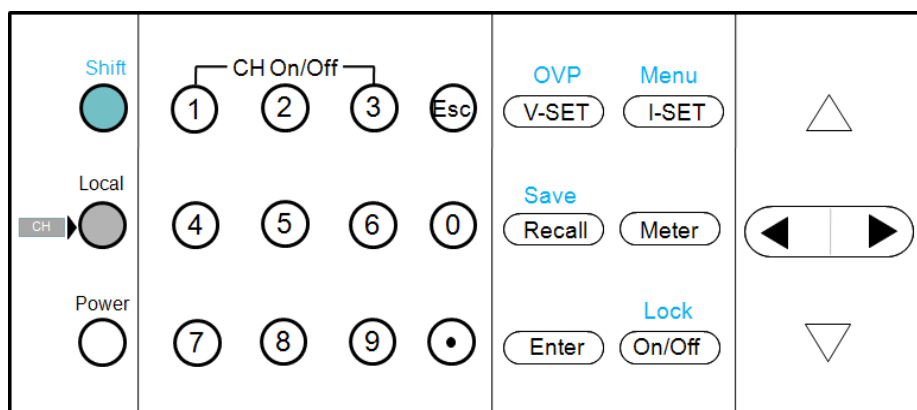 Shift
CH On/Off
OVP Menu
1 2 3 Esc V-SET I-SET
Local
Save
CH 4 5 6 0 Recall Meter
Power
Lock
7 8 9 • Enter On/Off